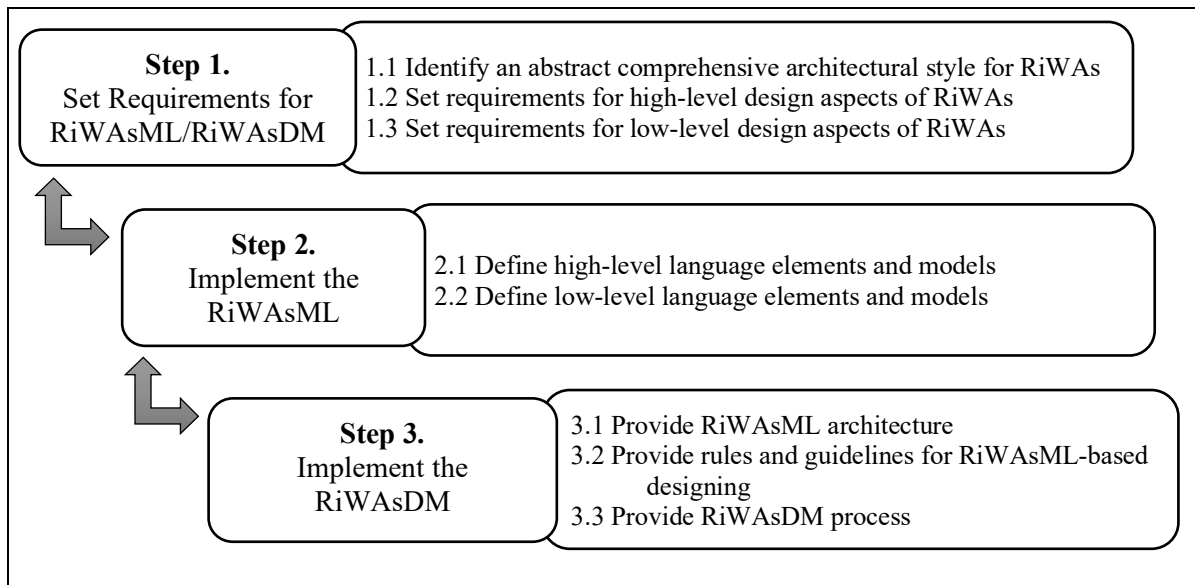 Step 1.
Set Requirements for
RiWAsML/RiWAsDM
1.1 Identify an abstract comprehensive architectural style for RiWAs
1.2 Set requirements for high-level design aspects of RiWAs
1.3 Set requirements for low-level design aspects of RiWAs
Step 2.
Implement the
RiWAsML
2.1 Define high-level language elements and models
2.2 Define low-level language elements and models
Step 3.
Implement the
RiWAsDM
3.1 Provide RiWAsML architecture
3.2 Provide rules and guidelines for RiWAsML-based
designing
3.3 Provide RiWAsDM process